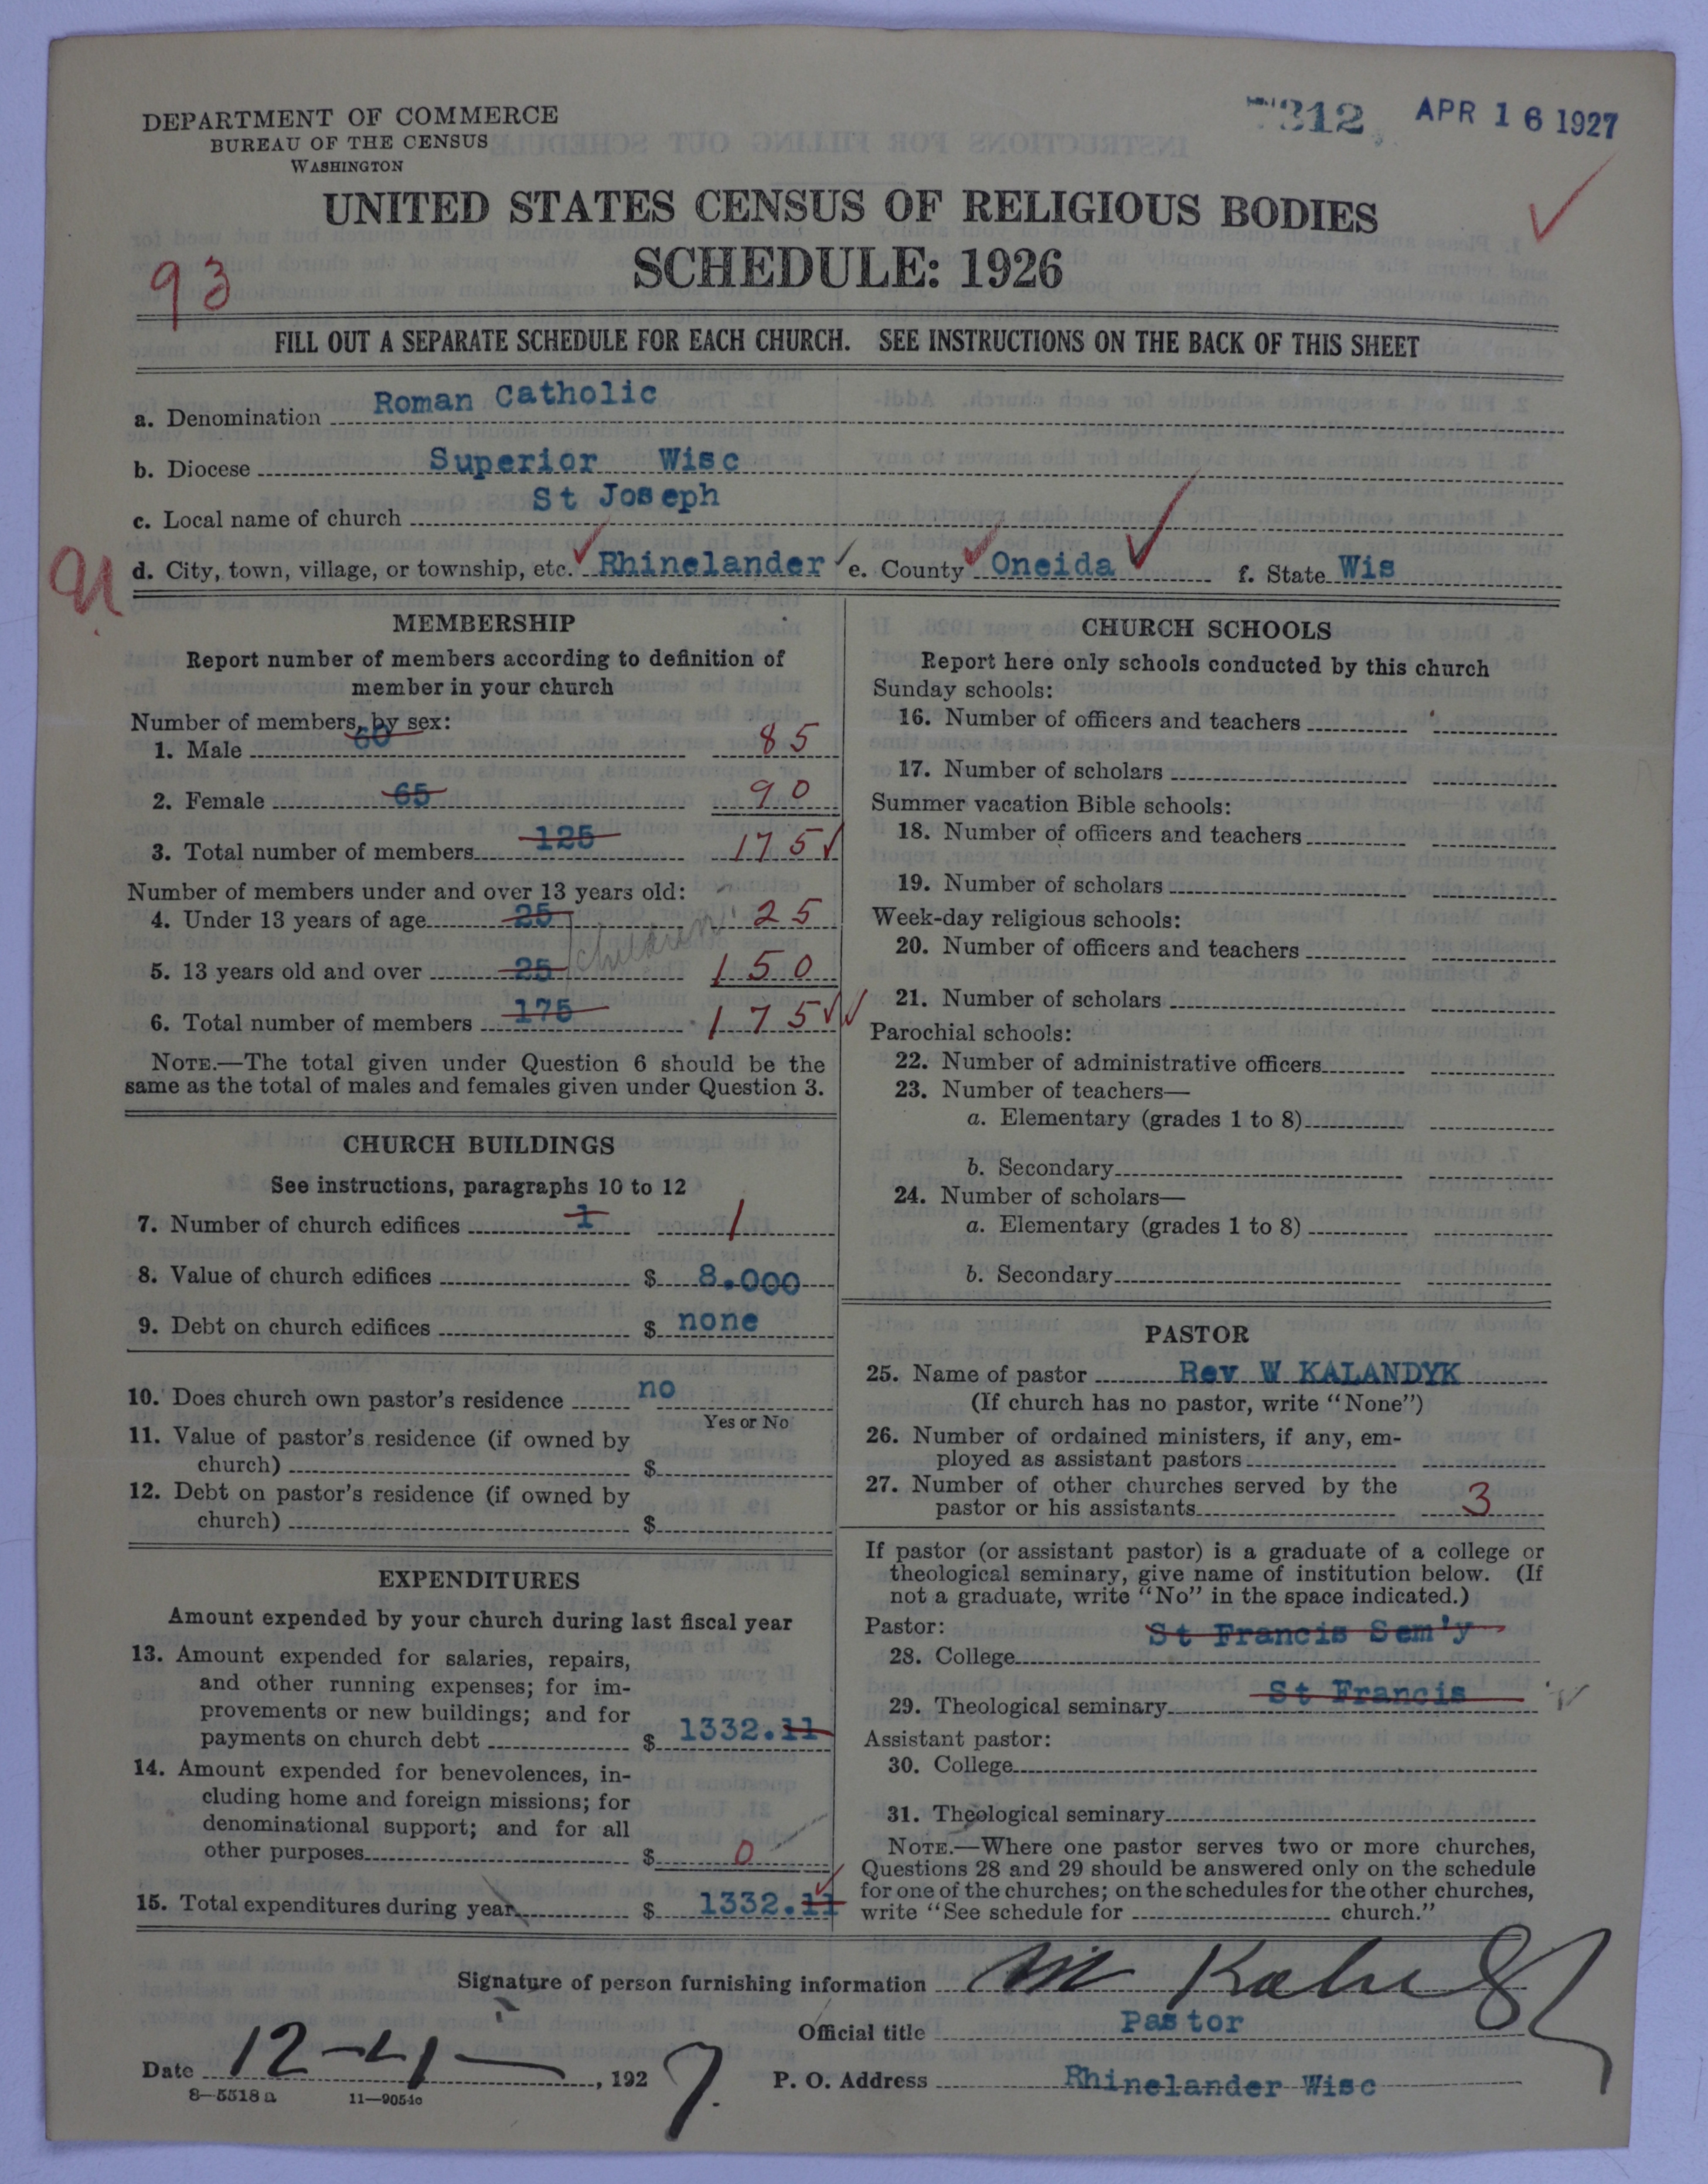 DEPARTMENT OF COMMERCE
BUREAU OF THE CENSUS
WASHINGTON
7312
APR 16 1927
UNITED STATES CENSUS OF RELIGIOUS BODIES
SCHEDULE: 1926
93
FILL OUT A SEPARATE SCHEDULE FOR EACH CHURCH. SEE INSTRUCTIONS ON THE BACK OF THIS SHEET
a. Denomination Roman Catholic
b. Diocese Superior Wisc
c. Local name of church St Joseph
d. City, town, village, or township, etc. Rhinelander e. County Oneida f. State Wis
MEMBERSHIP
Report number of members according to definition of
member in your church
Number of members, by sex:
1. Male 60 85
2. Female 65 90
3. Total number of members 125 175
Number of members under and over 13 years old:
4. Under 13 years of age 25 25
children
5. 13 years old and over 25 150
6. Total number of members 175 175
NOTE.—The total given under Question 6 should be the
same as the total of males and females given under Question 3.
CHURCH BUILDINGS
See instructions, paragraphs 10 to 12
7. Number of church edifices 1 1
8. Value of church edifices $ 8.000
9. Debt on church edifices $ none
10. Does church own pastor's residence no
Yes or No
11. Value of pastor's residence (if owned by
church) $
12. Debt on pastor's residence (if owned by
church) $
EXPENDITURES
Amount expended by your church during last fiscal year
13. Amount expended for salaries, repairs,
and other running expenses; for im-
provements or new buildings; and for
payments on church debt $ 1332.11
14. Amount expended for benevolences, in-
cluding home and foreign missions; for
denominational support; and for all
other purposes $ 0
15. Total expenditures during year $ 1332.11
CHURCH SCHOOLS
Report here only schools conducted by this church
Sunday schools:
16. Number of officers and teachers
17. Number of scholars
Summer vacation Bible schools:
18. Number of officers and teachers
19. Number of scholars
Week-day religious schools:
20. Number of officers and teachers
21. Number of scholars
Parochial schools:
22. Number of administrative officers
23. Number of teachers—
a. Elementary (grades 1 to 8)
b. Secondary
24. Number of scholars—
a. Elementary (grades 1 to 8)
b. Secondary
PASTOR
25. Name of pastor Rev W KALANDYK
(If church has no pastor, write "None")
26. Number of ordained ministers, if any, em-
ployed as assistant pastors
27. Number of other churches served by the
pastor or his assistants 3
If pastor (or assistant pastor) is a graduate of a college or
theological seminary, give name of institution below. (If
not a graduate, write "No" in the space indicated.)
Pastor: St Francis Sem'y
28. College
29. Theological seminary St Francis
Assistant pastor:
30. College
31. Theological seminary
NOTE.—Where one pastor serves two or more churches,
Questions 28 and 29 should be answered only on the schedule
for one of the churches; on the schedules for the other churches,
write "See schedule for church."
Signature of person furnishing information
Official title Pastor
Date 12-4- , 1927.
P. O. Address Rhinelander Wisc
8—5518a 11—9054c